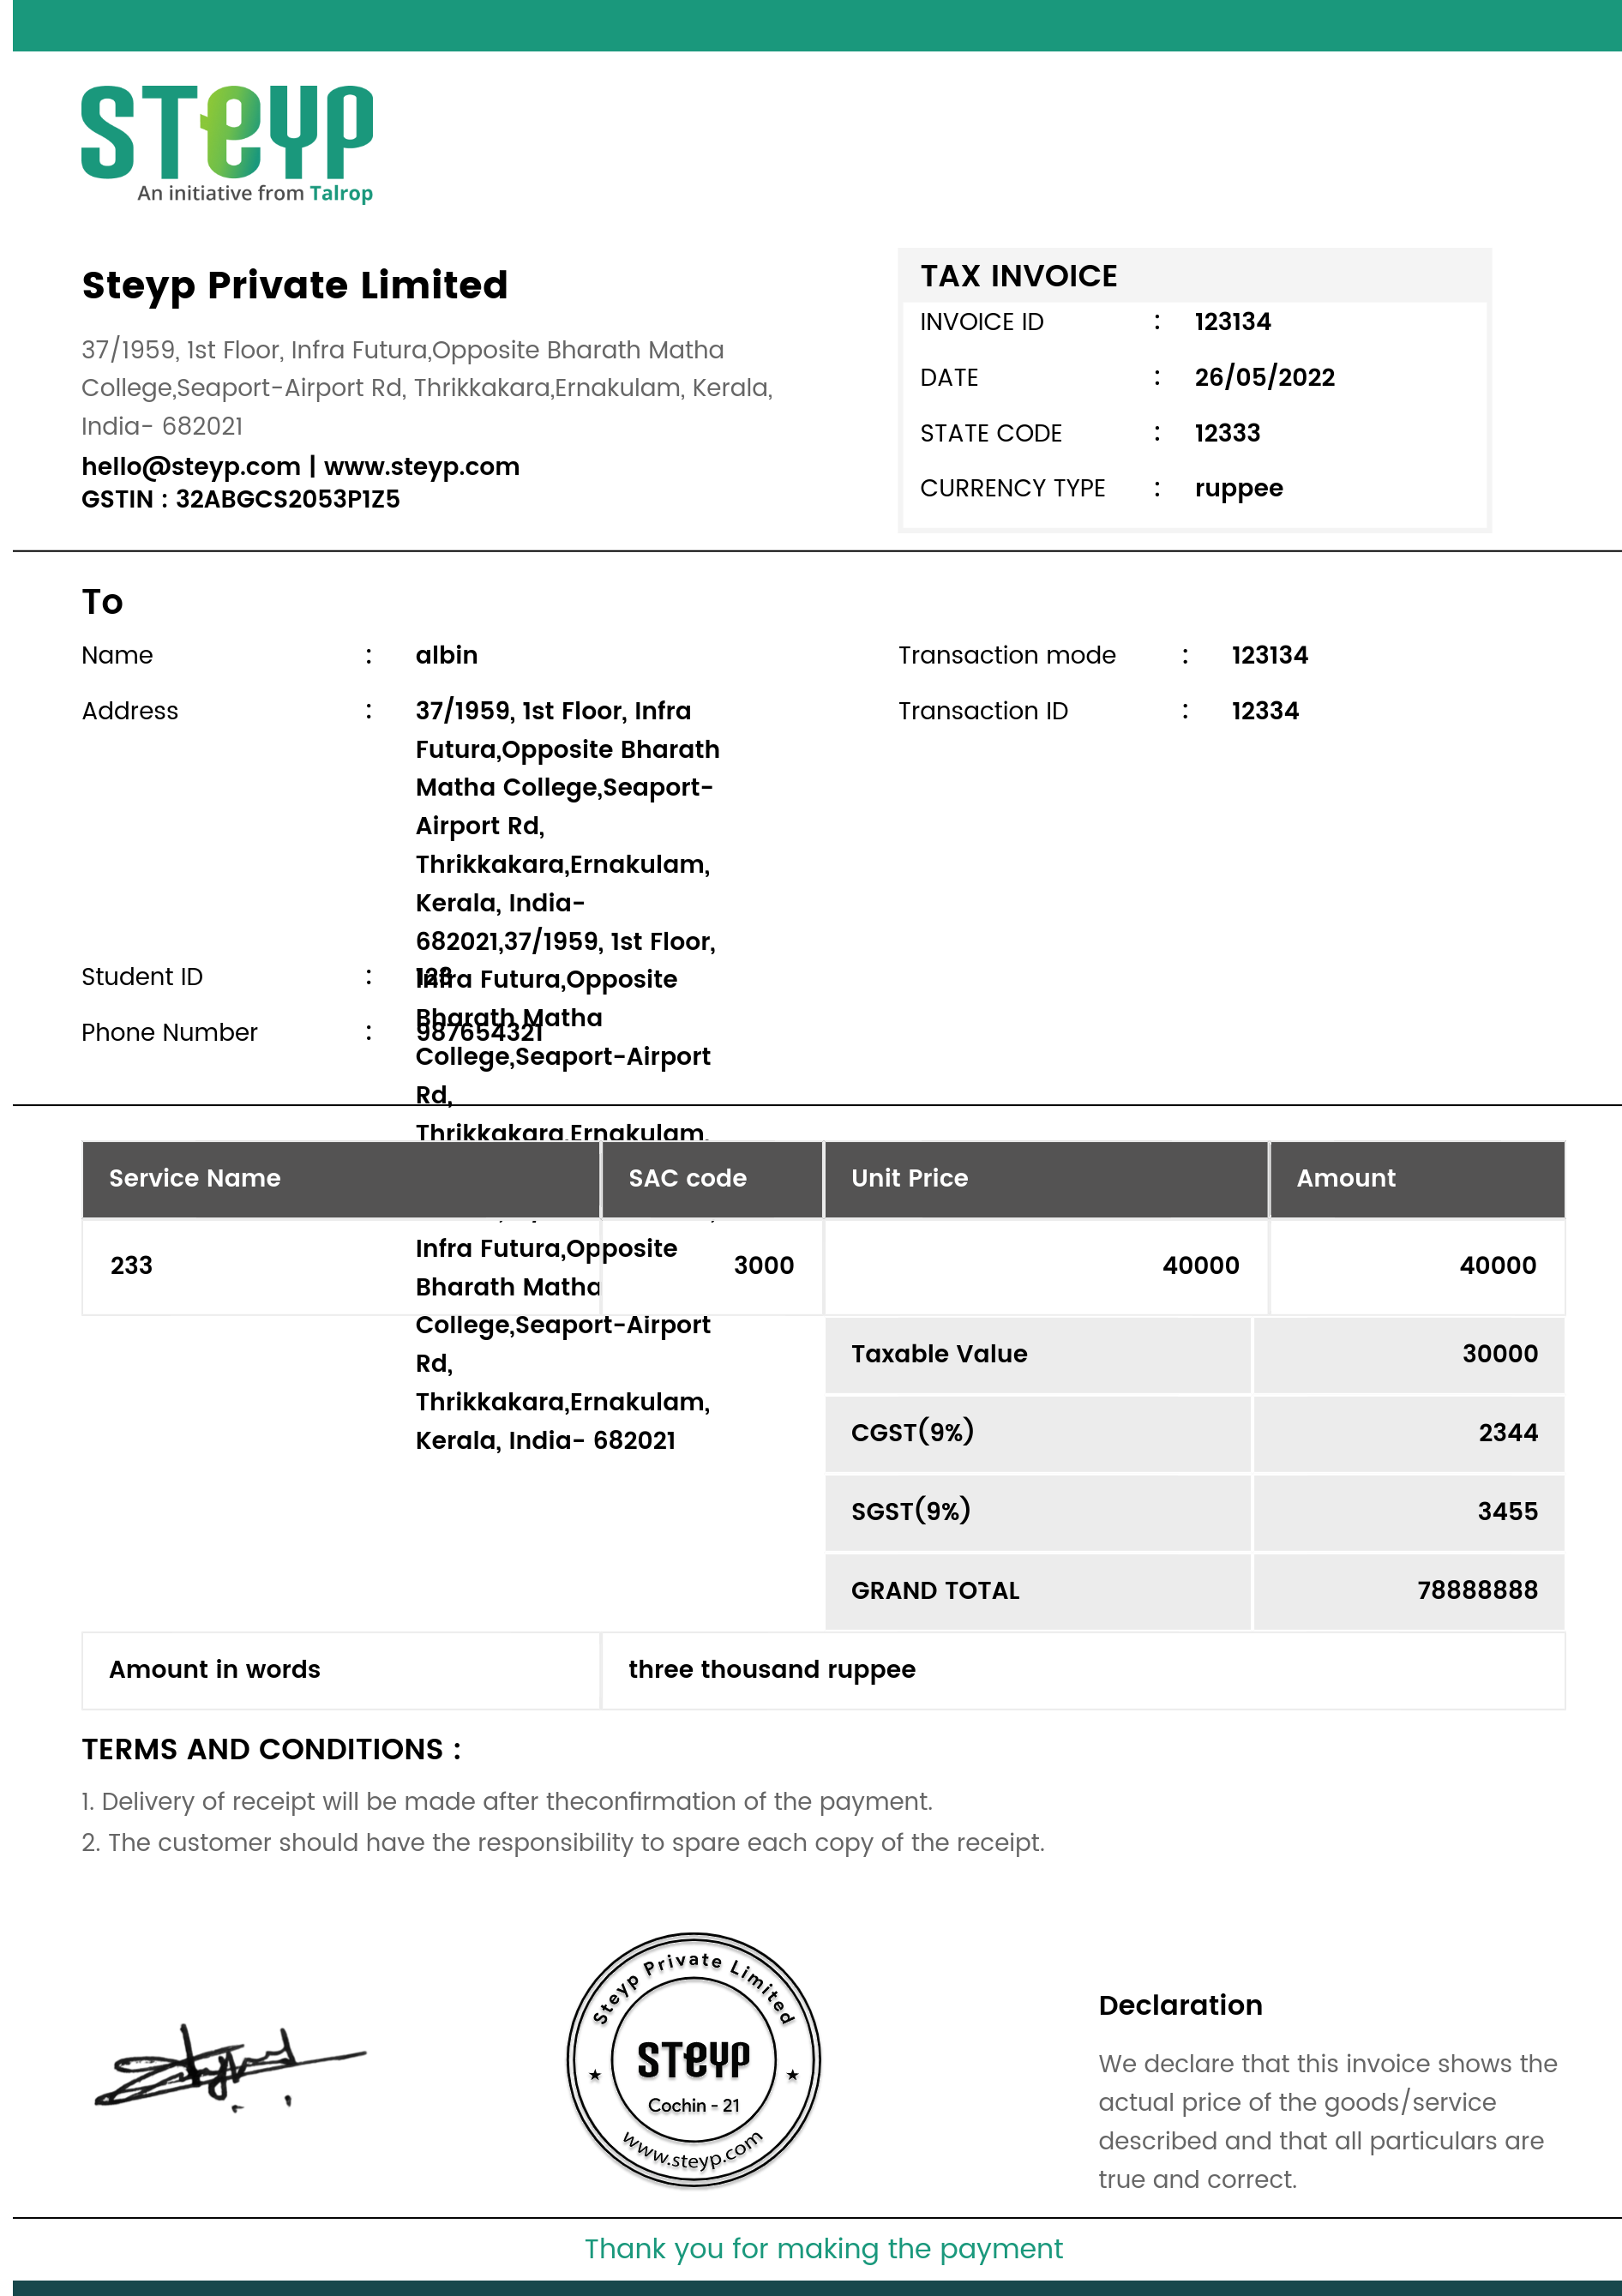 STEYP
An initiative from Talrop
Steyp Private Limited
37/1959, 1st Floor, Infra Futura,Opposite Bharath Matha
College,Seaport-Airport Rd, Thrikkakara,Ernakulam, Kerala,
India- 682021
hello@steyp.com | www.steyp.com
GSTIN : 32ABGCS2053P1Z5
TAX INVOICE
INVOICE ID : 123134
DATE : 26/05/2022
STATE CODE : 12333
CURRENCY TYPE : ruppee
To
Name : albin
Address : 37/1959, 1st Floor, Infra
Futura,Opposite Bharath
Matha College,Seaport-
Airport Rd,
Thrikkakara,Ernakulam,
Kerala, India-
682021,37/1959, 1st Floor,
Infra Futura,Opposite
Bharath Matha
College,Seaport-Airport
Rd,
Thrikkakara,Ernakulam,
Student ID : 123
Phone Number : 987654321
Transaction mode : 123134
Transaction ID : 12334
Service Name SAC code Unit Price Amount
233 3000 40000 40000
Infra Futura,Opposite
Bharath Matha
College,Seaport-Airport
Rd,
Thrikkakara,Ernakulam,
Kerala, India- 682021
Taxable Value 30000
CGST(9%) 2344
SGST(9%) 3455
GRAND TOTAL 78888888
Amount in words three thousand ruppee
TERMS AND CONDITIONS :
1. Delivery of receipt will be made after theconfirmation of the payment.
2. The customer should have the responsibility to spare each copy of the receipt.
Steyp Private Limited
STEYP
Cochin - 21
www.steyp.com
Declaration
We declare that this invoice shows the
actual price of the goods/service
described and that all particulars are
true and correct.
Thank you for making the payment